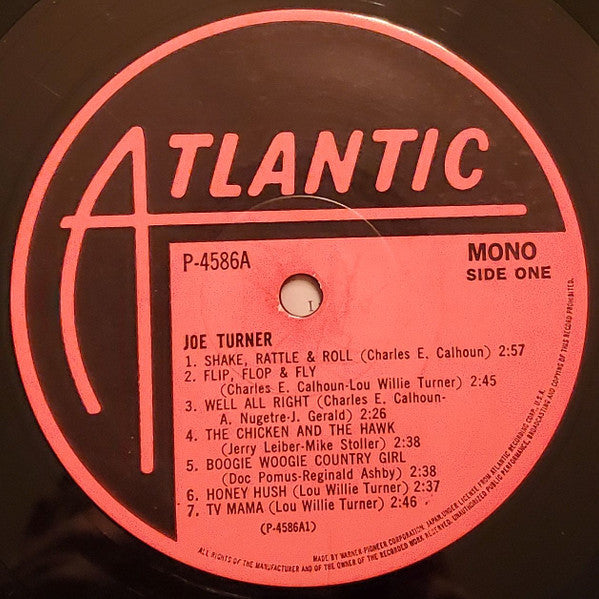 ATLANTIC
P-4586A
MONO
SIDE ONE
JOE TURNER
1. SHAKE, RATTLE & ROLL (Charles E. Calhoun) 2:57
2. FLIP, FLOP & FLY
(Charles E. Calhoun-Lou Willie Turner) 2:45
3. WELL ALL RIGHT (Charles E. Calhoun-
A. Nugetre-J. Gerald) 2:26
4. THE CHICKEN AND THE HAWK
(Jerry Leiber-Mike Stoller) 2:38
5. BOOGIE WOOGIE COUNTRY GIRL
(Doc Pomus-Reginald Ashby) 2:38
6. HONEY HUSH (Lou Willie Turner) 2:37
7. TV MAMA (Lou Willie Turner) 2:46
(P-4586A1)
MADE BY WARNER-PIONEER CORPORATION, JAPAN, UNDER LICENSE FROM ATLANTIC RECORDING CORP., U.S.A.
ALL RIGHTS OF THE MANUFACTURER AND OF THE OWNER OF THE RECORDED WORK RESERVED. UNAUTHORIZED PUBLIC PERFORMANCE, BROADCASTING AND COPYING OF THIS RECORD PROHIBITED.